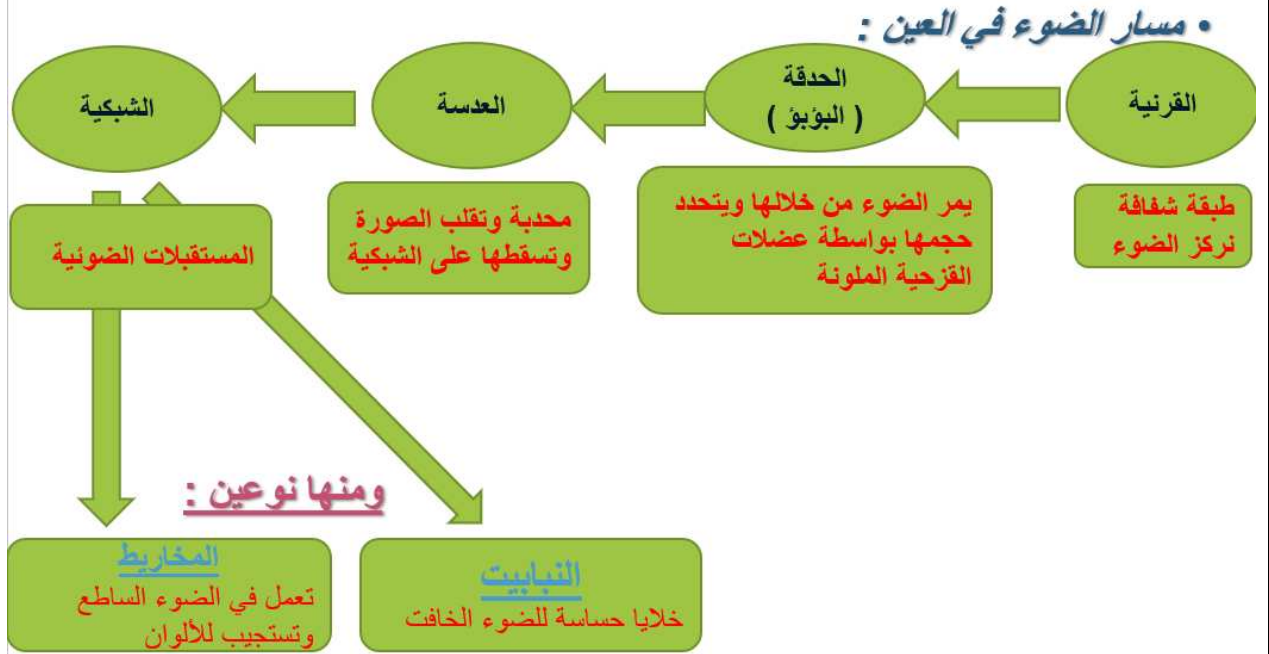 • مسار الضوء في العين :
القرنية
الحدقة
( البؤبؤ )
العدسة
الشبكية
طبقة شفافة
نركز الضوء
يمر الضوء من خلالها ويتحدد
حجمها بواسطة عضلات
القزحية الملونة
محدبة وتقلب الصورة
وتسقطها على الشبكية
المستقبلات الضوئية
ومنها نوعين :
النبابيت
خلايا حساسة للضوء الخافت
المخاريط
تعمل في الضوء الساطع
وتستجيب للألوان